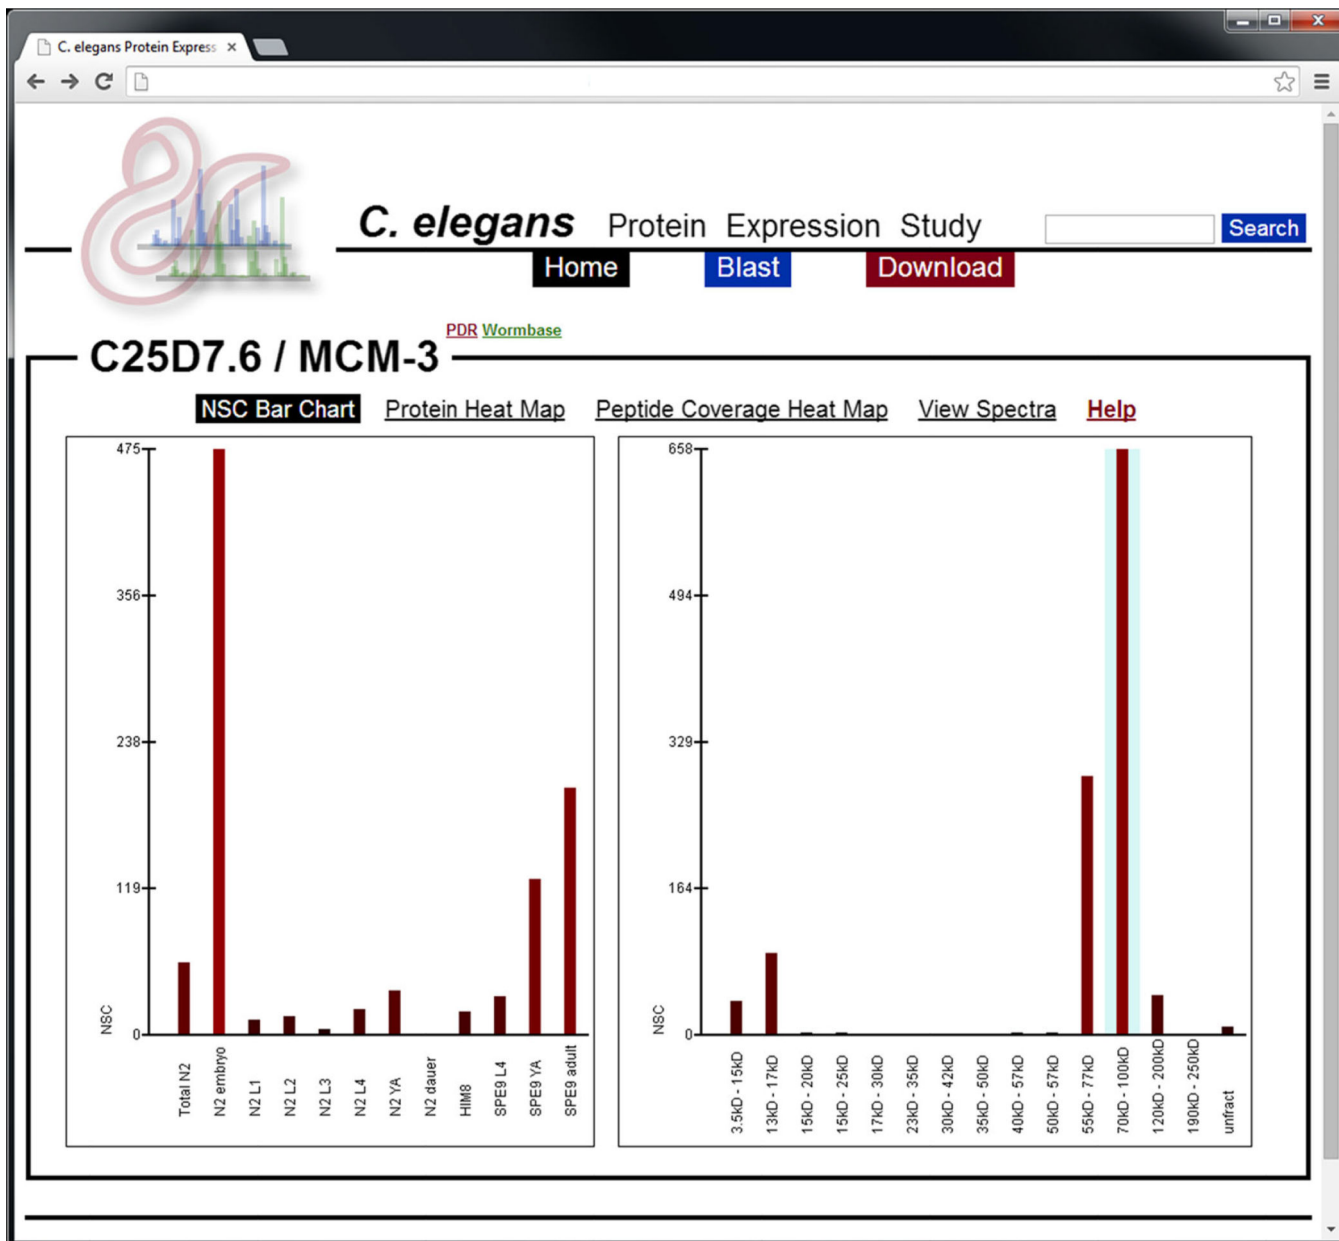 C. elegans Protein Express
C. elegans Protein Expression Study
Search
Home Blast Download
PDR Wormbase
C25D7.6 / MCM-3
NSC Bar Chart Protein Heat Map Peptide Coverage Heat Map View Spectra Help
475
356
238
119
0
NSC
Total N2
N2 embryo
N2 L1
N2 L2
N2 L3
N2 L4
N2 YA
N2 dauer
HIM8
SPE9 L4
SPE9 YA
SPE9 adult
658
494
329
164
0
NSC
3.5kD - 15kD
13kD - 17kD
15kD - 20kD
15kD - 25kD
17kD - 30kD
23kD - 35kD
30kD - 42kD
35kD - 50kD
40kD - 57kD
50kD - 57kD
55kD - 77kD
70kD - 100kD
120kD - 200kD
190kD - 250kD
unfract